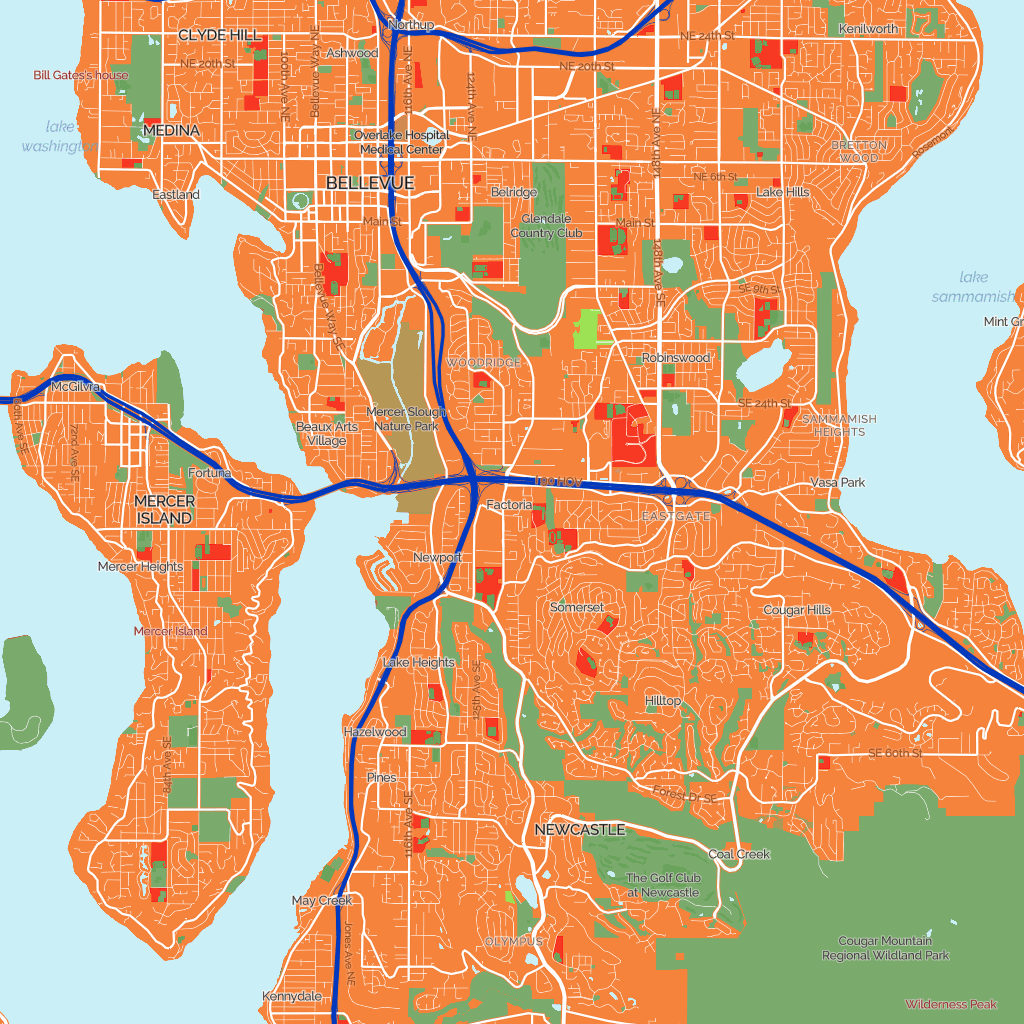 Northup
CLYDE HILL
NE 24th St
Kenilworth
Ashwood
NE 20th St
NE 20th St
Bill Gates's house
100th Ave NE
Bellevue Way NE
116th Ave NE
124th Ave NE
148th Ave NE
lake
washington
MEDINA
Overlake Hospital
Medical Center
BRETTON
WOOD
Rosemont
BELLEVUE
NE 6th St
Eastland
Belridge
Lake Hills
Main St
Glendale
Country Club
Main St
148th Ave SE
Bellevue Way SE
SE 9th St
lake
sammamish
Mint Gr
WOODRIDGE
Robinswood
McGilvra
60th Ave SE
72nd Ave SE
Mercer Slough
Nature Park
SE 24th St
Beaux Arts
Village
SAMMAMISH
HEIGHTS
Fortuna
I 90 HOV
Vasa Park
MERCER
ISLAND
Factoria
EASTGATE
Mercer Heights
Newport
Somerset
Cougar Hills
Mercer Island
Lake Heights
125th Ave SE
Hilltop
Hazelwood
84th Ave SE
SE 60th St
Pines
Forest Dr SE
116th Ave SE
NEWCASTLE
Coal Creek
The Golf Club
at Newcastle
May Creek
Jones Ave NE
OLYMPUS
Cougar Mountain
Regional Wildland Park
Kennydale
Wilderness Peak